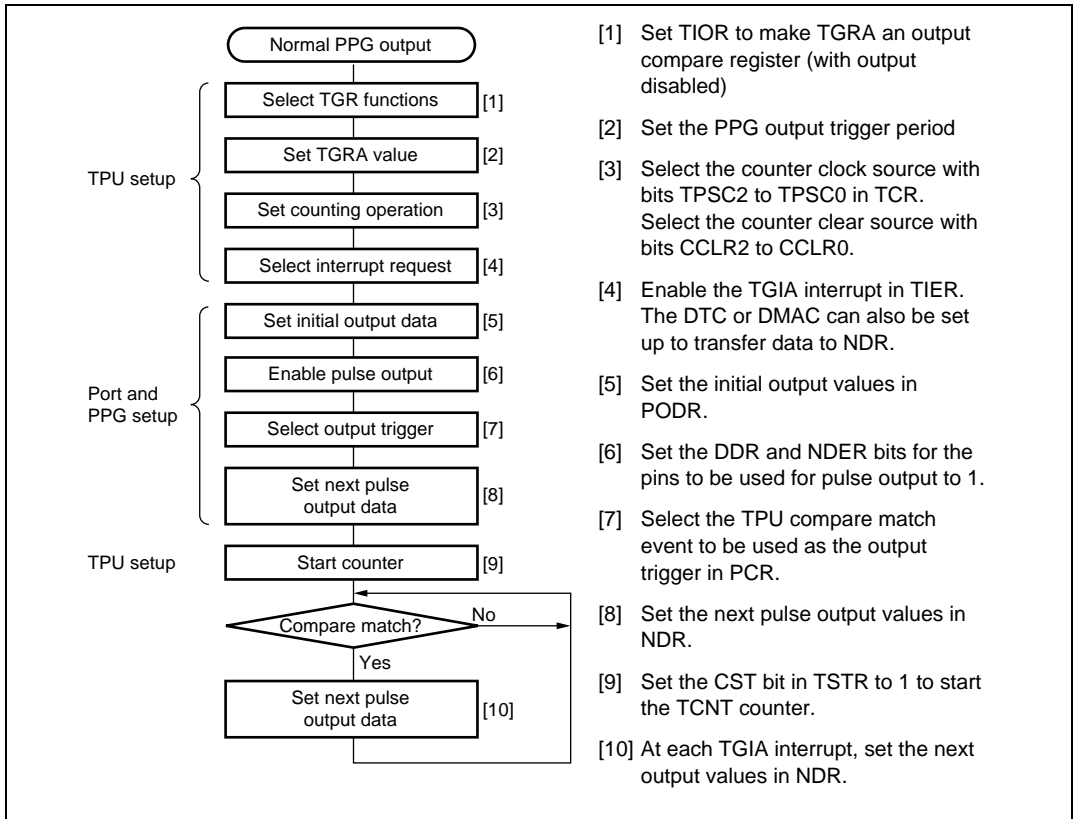 Normal PPG output
Select TGR functions
[1]
Set TGRA value
[2]
TPU setup
Set counting operation
[3]
Select interrupt request
[4]
Set initial output data
[5]
Enable pulse output
[6]
Port and
PPG setup
Select output trigger
[7]
Set next pulse
output data
[8]
TPU setup
Start counter
[9]
Compare match?
No
Yes
Set next pulse
output data
[10]
[1] Set TIOR to make TGRA an output
compare register (with output
disabled)
[2] Set the PPG output trigger period
[3] Select the counter clock source with
bits TPSC2 to TPSC0 in TCR.
Select the counter clear source with
bits CCLR2 to CCLR0.
[4] Enable the TGIA interrupt in TIER.
The DTC or DMAC can also be set
up to transfer data to NDR.
[5] Set the initial output values in
PODR.
[6] Set the DDR and NDER bits for the
pins to be used for pulse output to 1.
[7] Select the TPU compare match
event to be used as the output
trigger in PCR.
[8] Set the next pulse output values in
NDR.
[9] Set the CST bit in TSTR to 1 to start
the TCNT counter.
[10] At each TGIA interrupt, set the next
output values in NDR.